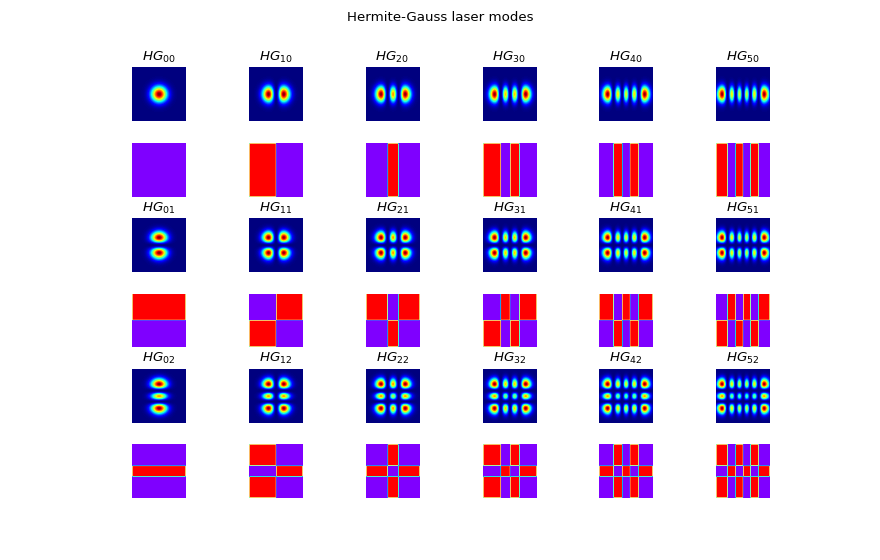 Hermite-Gauss laser modes
HG₀₀ HG₁₀ HG₂₀ HG₃₀ HG₄₀ HG₅₀
HG₀₁ HG₁₁ HG₂₁ HG₃₁ HG₄₁ HG₅₁
HG₀₂ HG₁₂ HG₂₂ HG₃₂ HG₄₂ HG₅₂